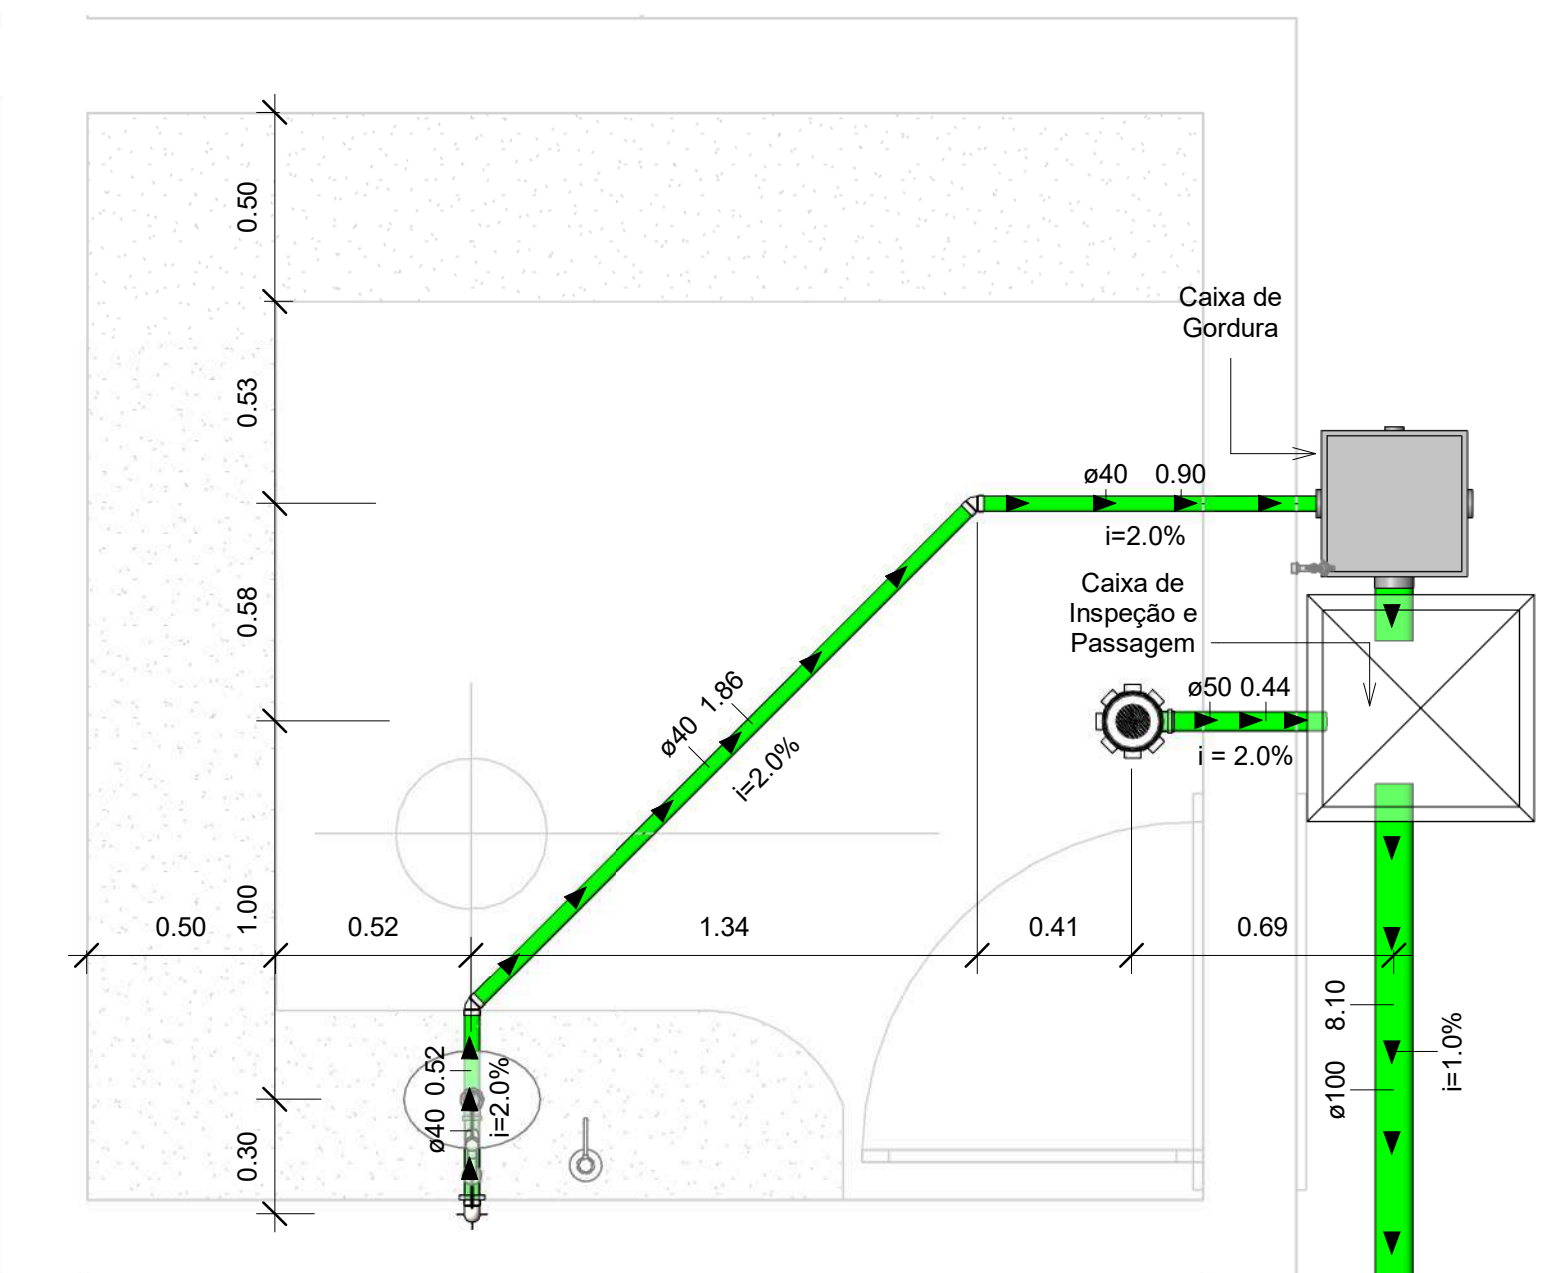 0.50
0.53
0.58
1.00
0.30
Caixa de
Gordura
ø40 0.90
i=2.0%
Caixa de
Inspeção e
Passagem
ø50 0.44
i = 2.0%
ø40 1.86
i=2.0%
0.50
0.52
1.34
0.41
0.69
ø40 0.52
i=2.0%
ø100 8.10
i=1.0%